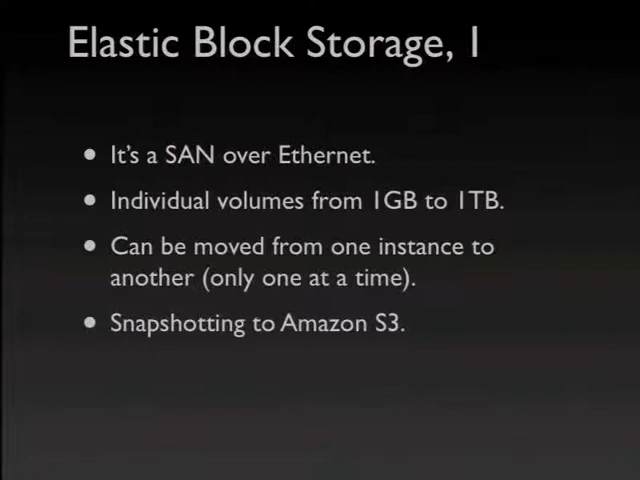 Elastic Block Storage, 1
• It's a SAN over Ethernet.
• Individual volumes from 1GB to 1TB.
• Can be moved from one instance to
another (only one at a time).
• Snapshotting to Amazon S3.